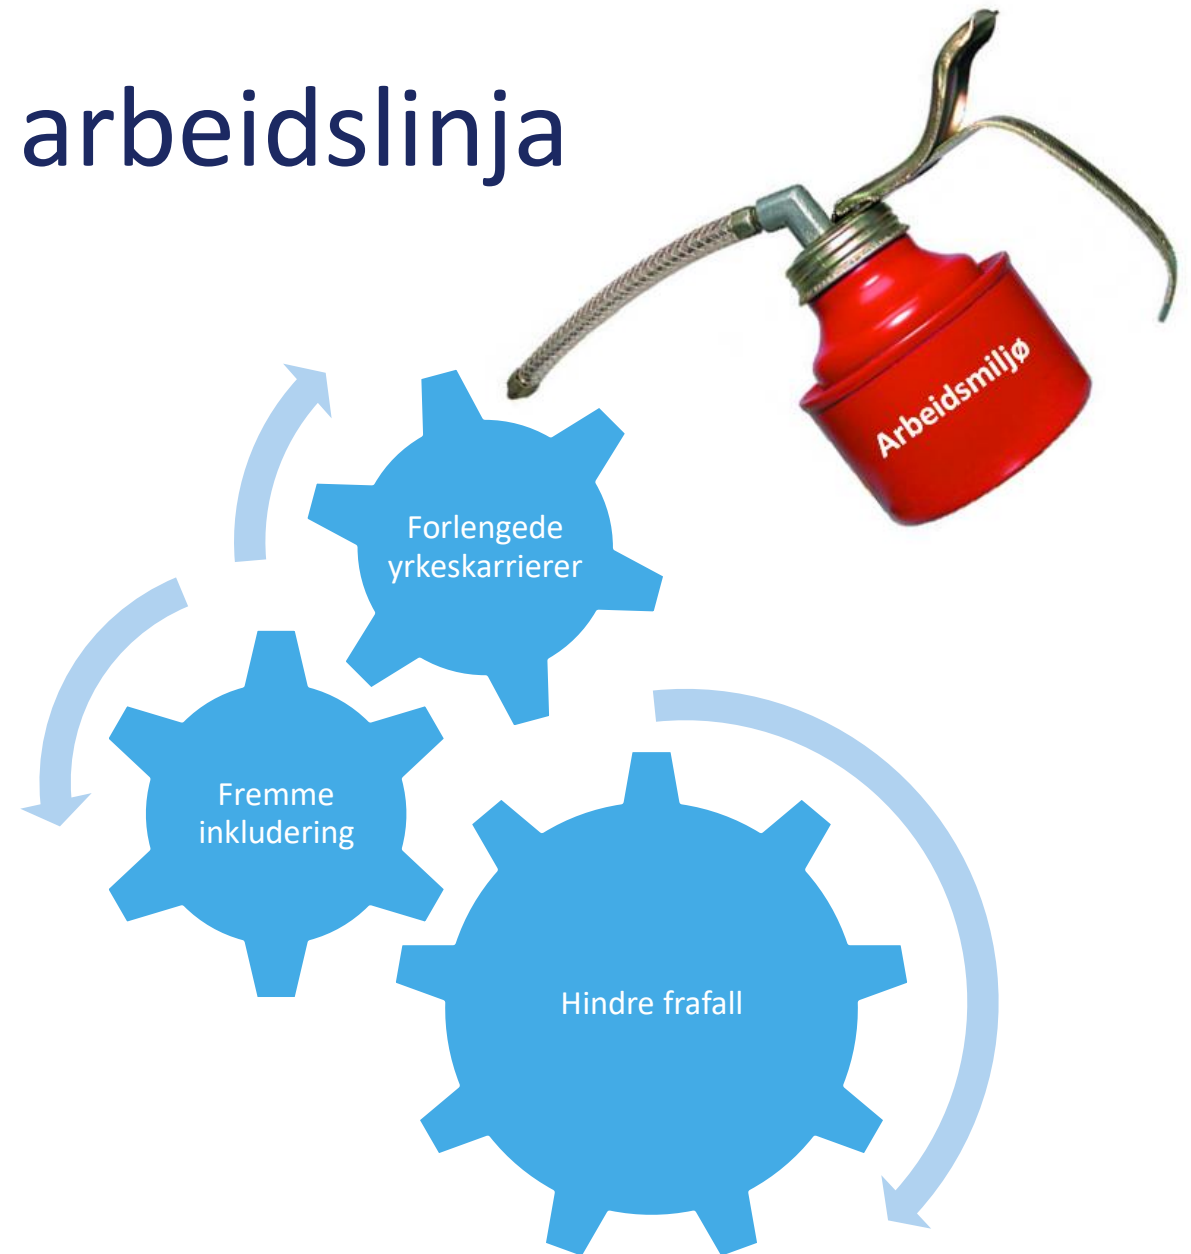 arbeidslinja
Arbeidsmiljø
Forlengede
yrkeskarrierer
Fremme
inkludering
Hindre frafall